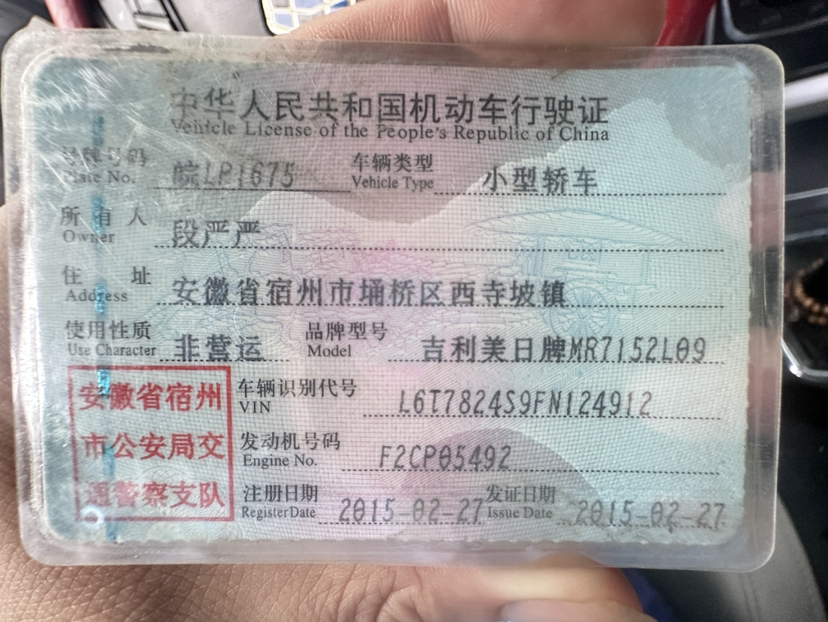 中华人民共和国机动车行驶证
Vehicle License of the People's Republic of China
号牌号码 皖LP1675 车辆类型 小型轿车
Plate No. Vehicle Type
所有人 段严严
Owner
住址 安徽省宿州市埇桥区西寺坡镇
Address
使用性质 非营运 品牌型号 吉利美日牌MR7152L09
Use Character Model
安徽省宿州 车辆识别代号 L6T7824S9FN124912
VIN
市公安局交 发动机号码 F2CP05492
Engine No.
通警察支队 注册日期 2015-02-27 发证日期 2015-02-27
Register Date Issue Date